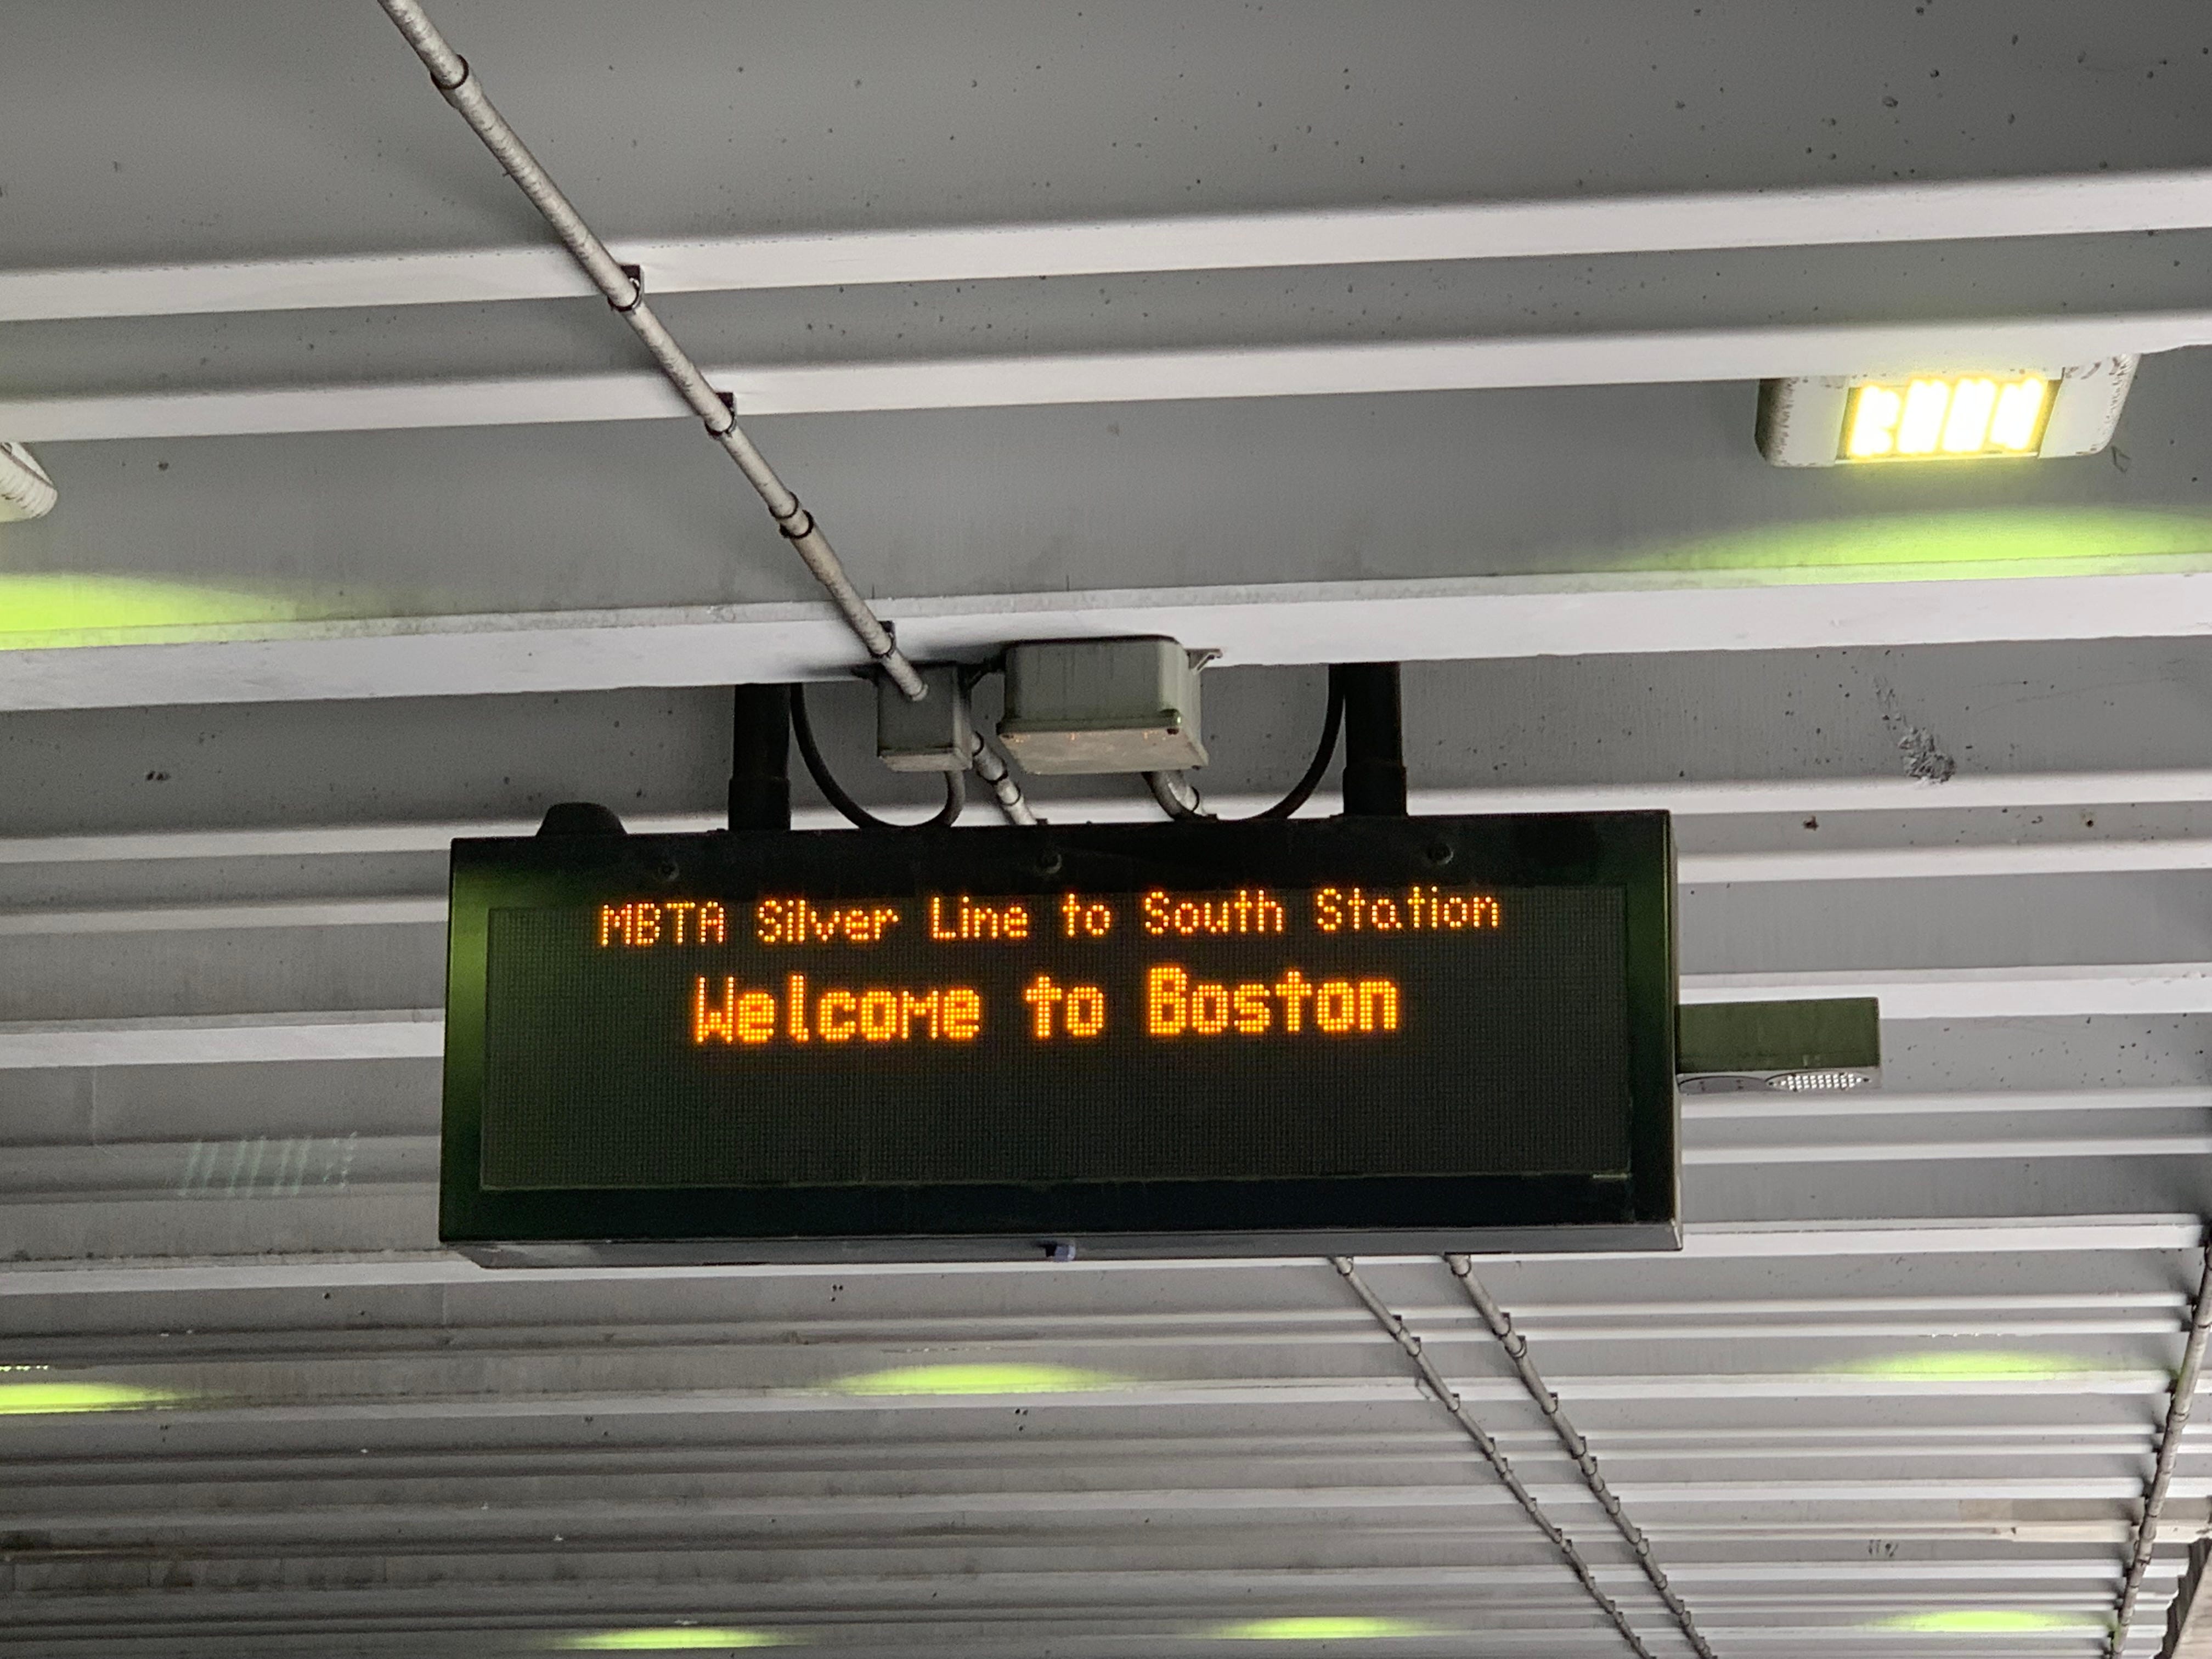 MBTA Silver Line to South Station
Welcome to Boston